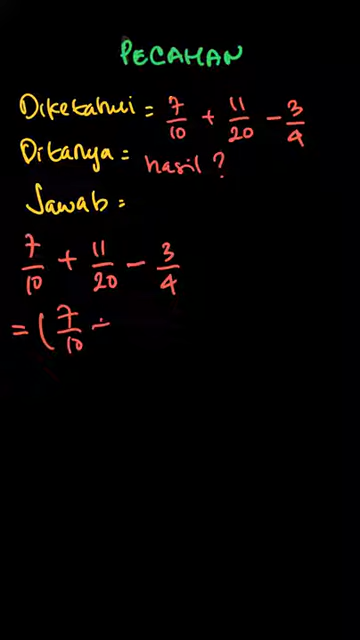 PECAHAN
Diketahui = 7/10 + 11/20 - 3/4
Ditanya = hasil ?
Jawab =
7/10 + 11/20 - 3/4
= ( 7/10 -